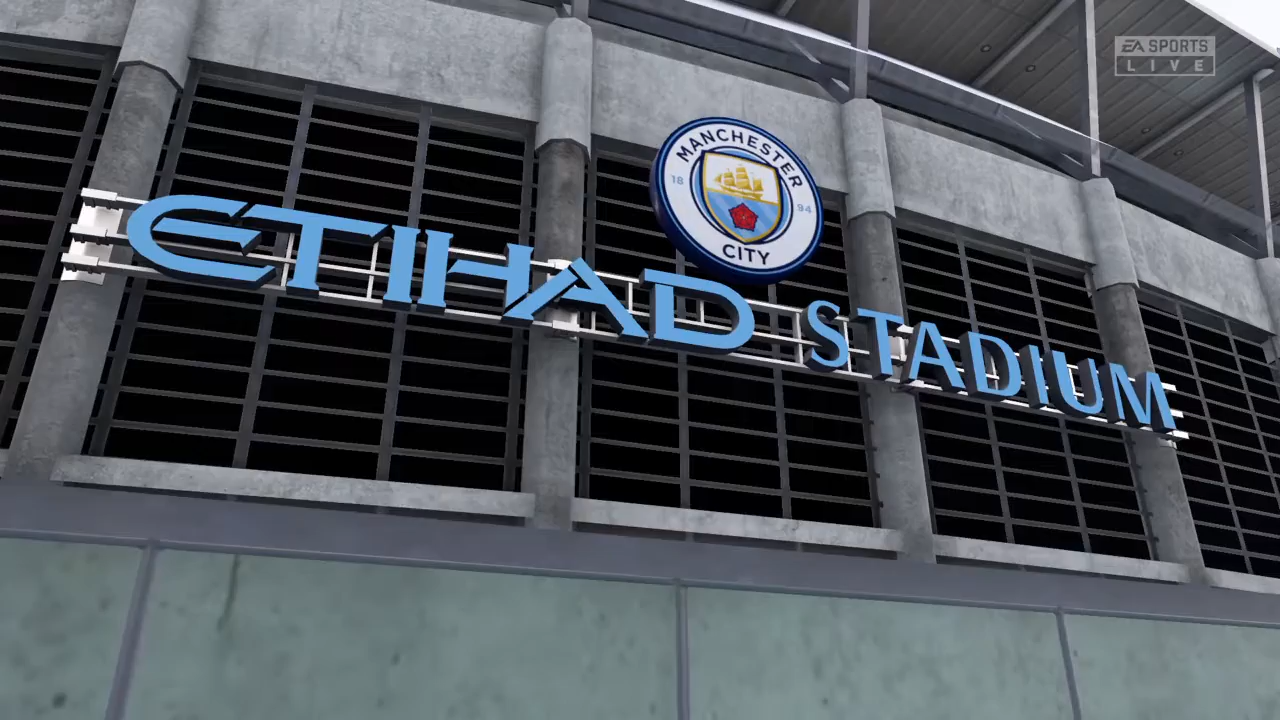 EA SPORTS
LIVE
MANCHESTER
18 94
CITY
ETIHAD STADIUM